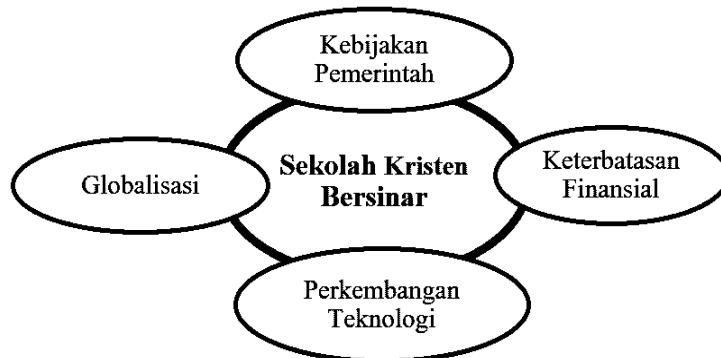 Kebijakan
Pemerintah
Globalisasi
Sekolah Kristen
Bersinar
Keterbatasan
Finansial
Perkembangan
Teknologi